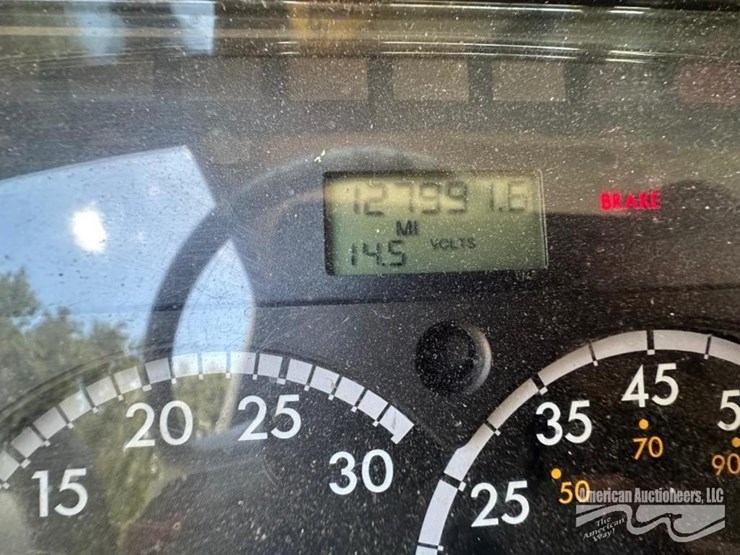 127991.6
BRAKE
MI
14.5 VOLTS
15 20 25 30
25 35 45
50 70 90
American Auctioneers, LLC
The American Way!